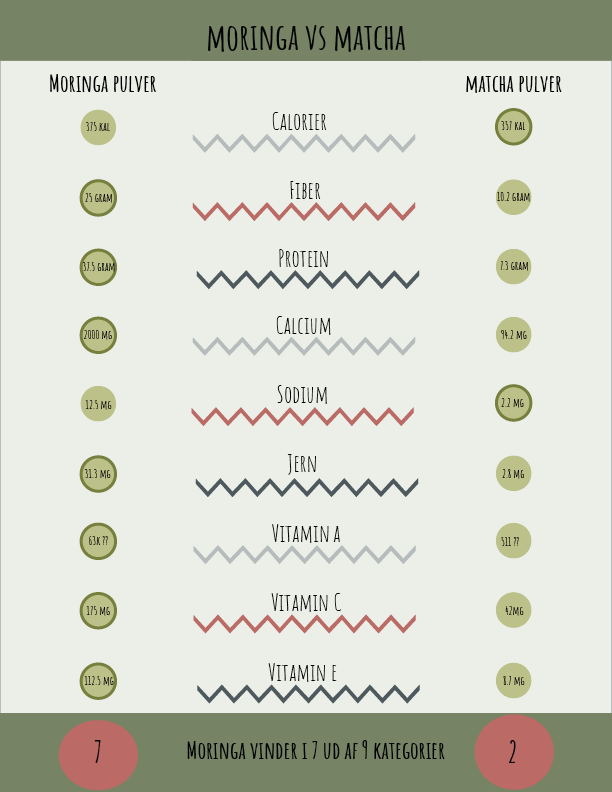 moringa vs matcha
Moringa pulver
matcha pulver
Calorier
375 kal
357 kal
Fiber
25 gram
10.2 gram
Protein
37.5 gram
7.3 gram
Calcium
2000 mg
94.2 mg
Sodium
12.5 mg
2.2 mg
Jern
31.3 mg
2.8 mg
Vitamin A
63K ??
511 ??
Vitamin C
175 mg
42mg
Vitamin E
112.5 mg
8.7 mg
7
Moringa vinder i 7 ud af 9 kategorier
2